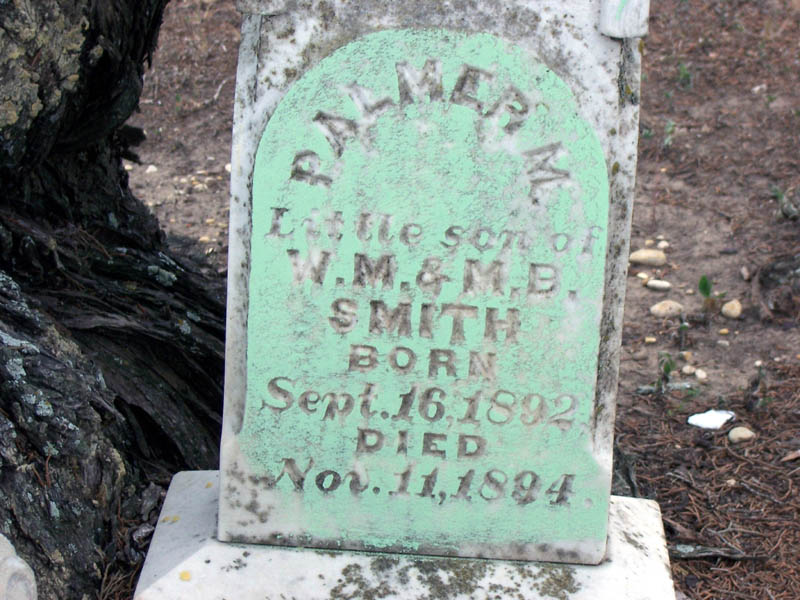 PALMER M.
Little son of
W.M. & M.B.
SMITH
BORN
Sept. 16, 1892.
DIED
Nov. 11, 1894.